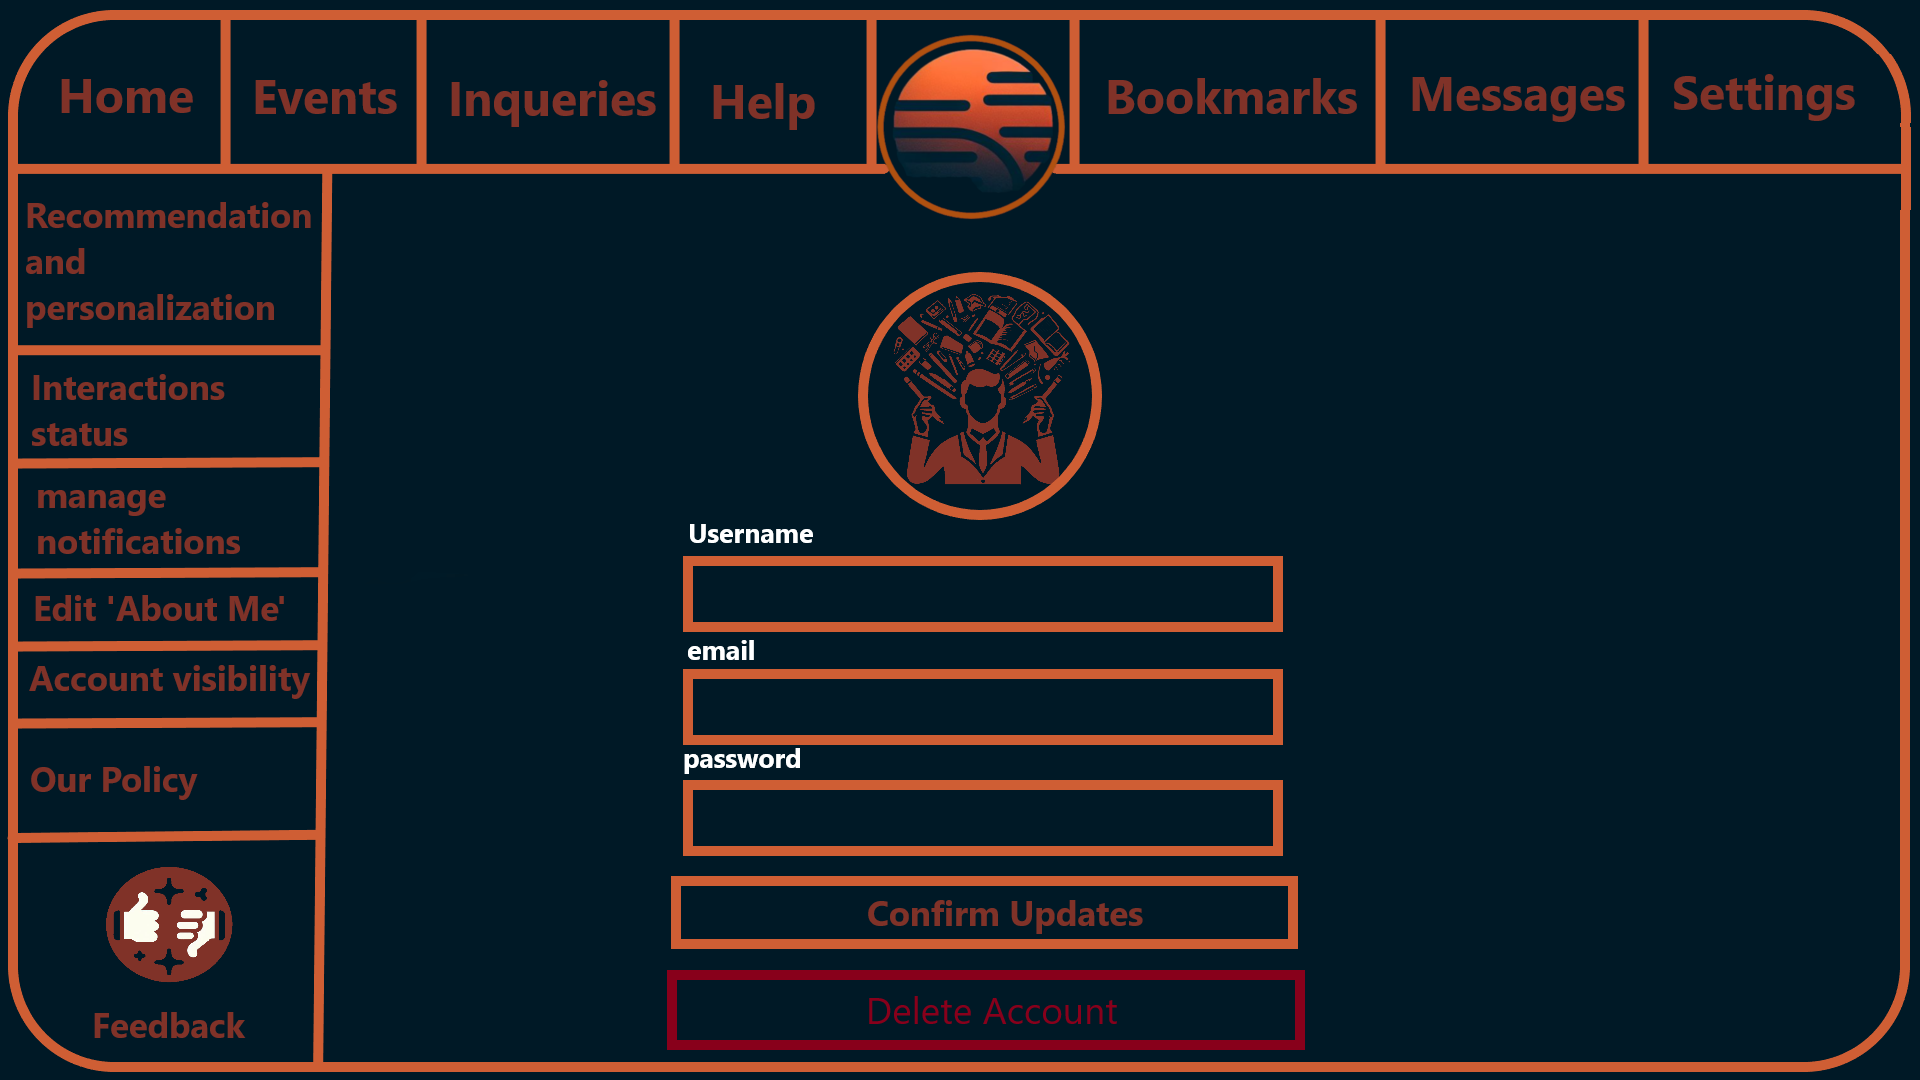 Home
Events
Inqueries
Help
Bookmarks
Messages
Settings
Recommendation
and
personalization
Interactions
status
manage
notifications
Edit 'About Me'
Account visibility
Our Policy
Feedback
Username
email
password
Confirm Updates
Delete Account